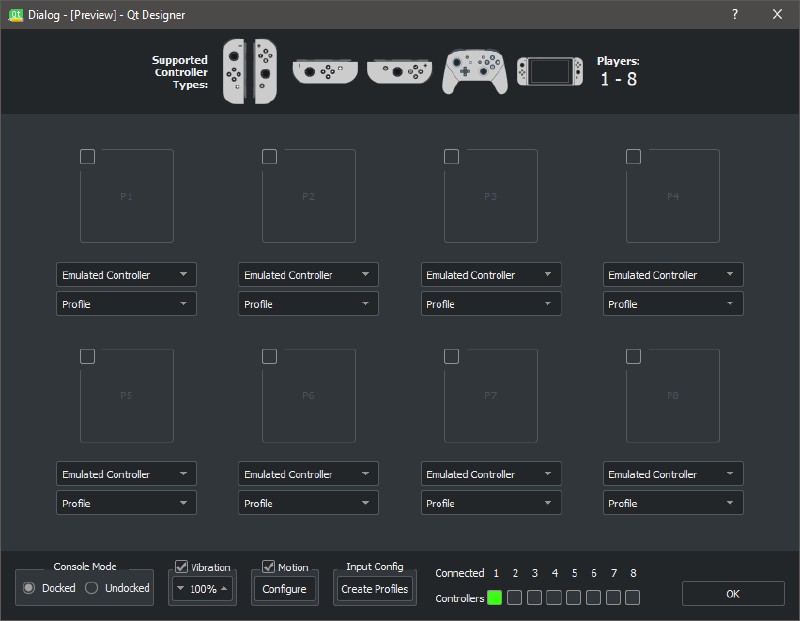 Dialog - [Preview] - Qt Designer
Supported
Controller
Types:
Players:
1 - 8
P1 P2 P3 P4
Emulated Controller Emulated Controller Emulated Controller Emulated Controller
Profile Profile Profile Profile
P5 P6 P7 P8
Emulated Controller Emulated Controller Emulated Controller Emulated Controller
Profile Profile Profile Profile
Console Mode
Docked Undocked
Vibration
100%
Motion
Configure
Input Config
Create Profiles
Connected 1 2 3 4 5 6 7 8
Controllers
OK